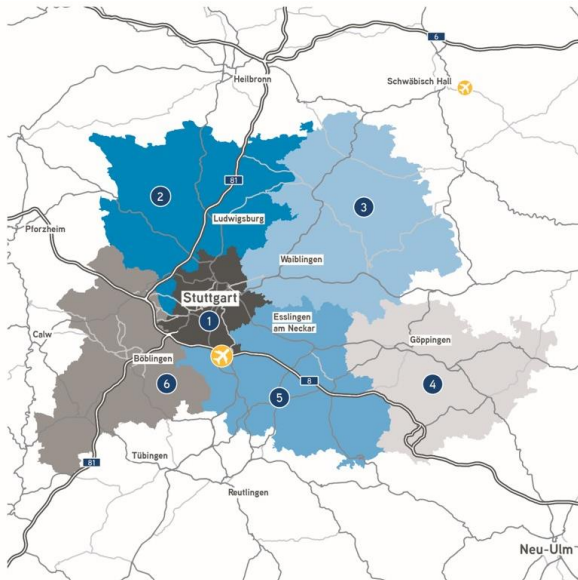 6
Heilbronn
Schwäbisch Hall
81
2
3
Ludwigsburg
Pforzheim
Waiblingen
Stuttgart
1
Esslingen
am Neckar
Göppingen
Calw
Böblingen
8
6
4
5
Tübingen
81
Reutlingen
Neu-Ulm